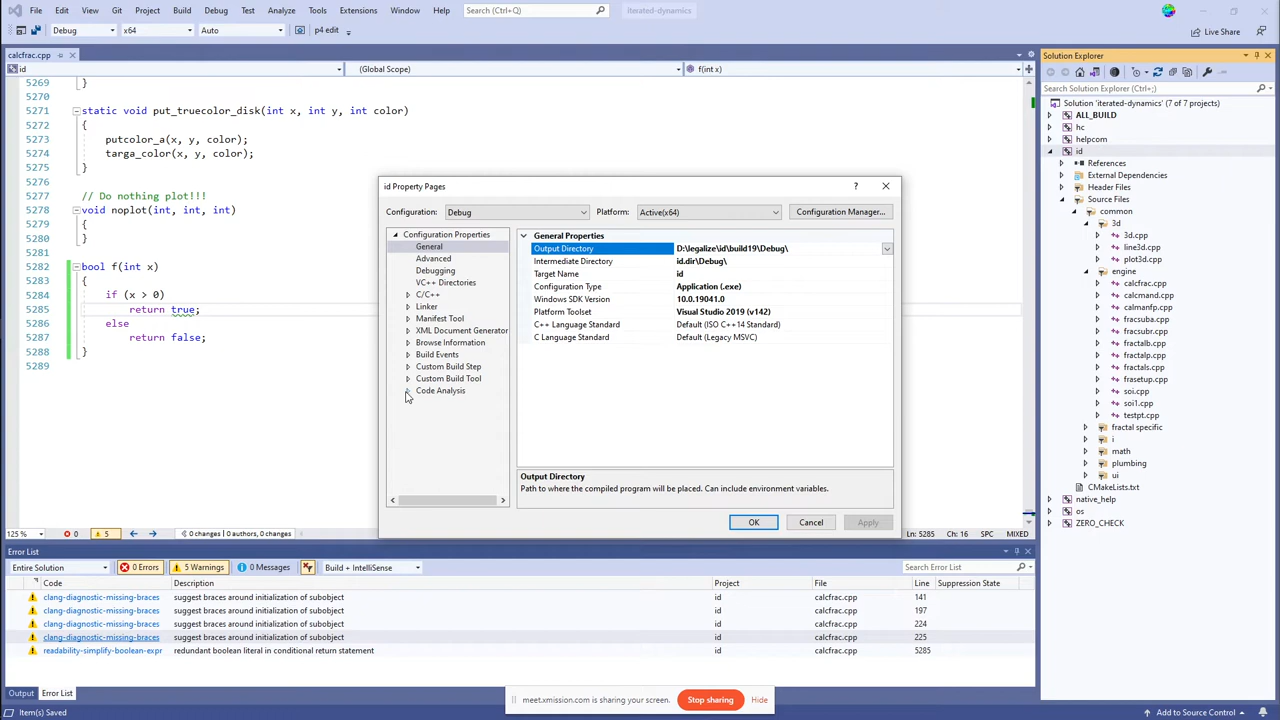 File Edit View Git Project Build Debug Test Analyze Tools Extensions Window Help Search (Ctrl+Q) iterated-dynamics
Debug x64 Auto p4 edit Live Share
calcfrac.cpp
id (Global Scope) f(int x)
5269 }
5270
5271 static void put_truecolor_disk(int x, int y, int color)
5272 {
5273 putcolor_a(x, y, color);
5274 targa_color(x, y, color);
5275 }
5276
5277 // Do nothing plot!!!
5278 void noplot(int, int, int)
5279 {
5280 }
5281
5282 bool f(int x)
5283 {
5284 if (x > 0)
5285 return true;
5286 else
5287 return false;
5288 }
5289
125 % 0 5 0 changes | 0 authors, 0 changes Ln: 5285 Ch: 16 SPC MIXED
id Property Pages
Configuration: Debug Platform: Active(x64) Configuration Manager...
Configuration Properties
General
Advanced
Debugging
VC++ Directories
C/C++
Linker
Manifest Tool
XML Document Generator
Browse Information
Build Events
Custom Build Step
Custom Build Tool
Code Analysis
General Properties
Output Directory D:\legalize\id\build19\Debug\
Intermediate Directory id.dir\Debug\
Target Name id
Configuration Type Application (.exe)
Windows SDK Version 10.0.19041.0
Platform Toolset Visual Studio 2019 (v142)
C++ Language Standard Default (ISO C++14 Standard)
C Language Standard Default (Legacy MSVC)
Output Directory
Path to where the compiled program will be placed. Can include environment variables.
OK Cancel Apply
Solution Explorer
Search Solution Explorer (Ctrl+;)
Solution 'iterated-dynamics' (7 of 7 projects)
ALL_BUILD
hc
helpcom
id
References
External Dependencies
Header Files
Source Files
common
3d
3d.cpp
line3d.cpp
plot3d.cpp
engine
calcfrac.cpp
calcmand.cpp
calmanfp.cpp
fracsuba.cpp
fracsubr.cpp
fractalb.cpp
fractalp.cpp
fractals.cpp
frasetup.cpp
soi.cpp
soi1.cpp
testpt.cpp
fractal specific
i
math
plumbing
ui
CMakeLists.txt
native_help
os
ZERO_CHECK
Error List
Entire Solution 0 Errors 5 Warnings 0 Messages Build + IntelliSense Search Error List
Code Description Project File Line Suppression State
clang-diagnostic-missing-braces suggest braces around initialization of subobject id calcfrac.cpp 141
clang-diagnostic-missing-braces suggest braces around initialization of subobject id calcfrac.cpp 197
clang-diagnostic-missing-braces suggest braces around initialization of subobject id calcfrac.cpp 224
clang-diagnostic-missing-braces suggest braces around initialization of subobject id calcfrac.cpp 225
readability-simplify-boolean-expr redundant boolean literal in conditional return statement id calcfrac.cpp 5285
Output Error List
meet.xmission.com is sharing your screen. Stop sharing Hide
Item(s) Saved Add to Source Control